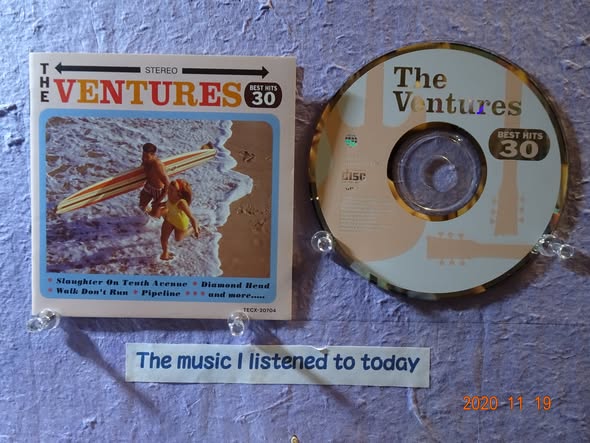 STEREO
THE
VENTURES
BEST HITS
30
* Slaughter On Tenth Avenue * Diamond Head
* Walk Don't Run * Pipeline *** and more.....
TECX-20704
The
Ventures
BEST HITS
30
The music I listened to today
2020 11 19